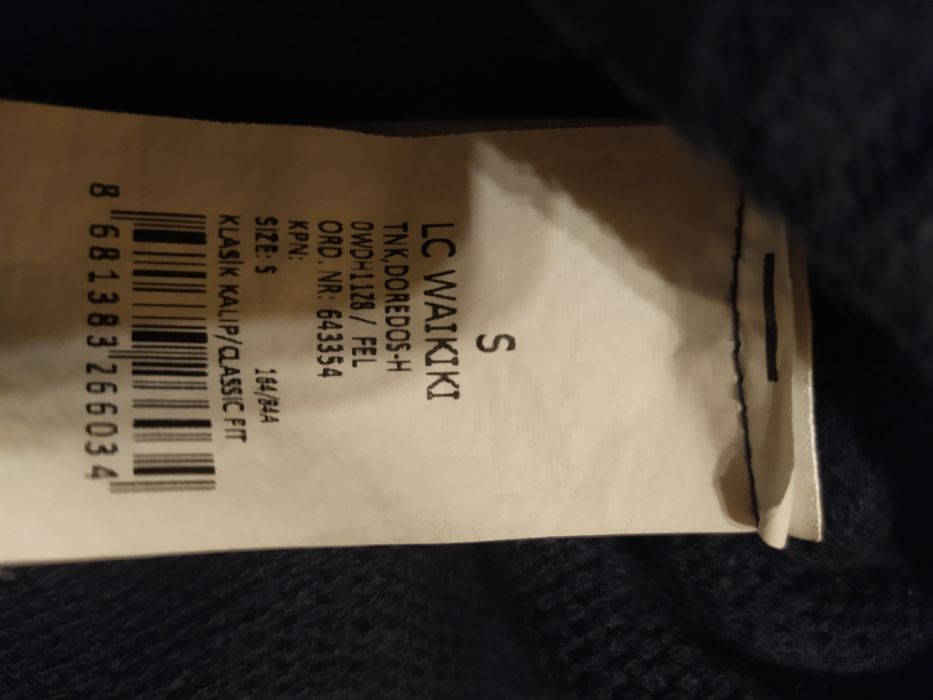 S
LC WAIKIKI
TNK,DOREDOS-H
0WDH11Z8 / FEL
ORD. NR: 643354
KPN:
SIZE: S 164/84A
KLASİK KALIP/CLASSIC FIT
8 681383 266034